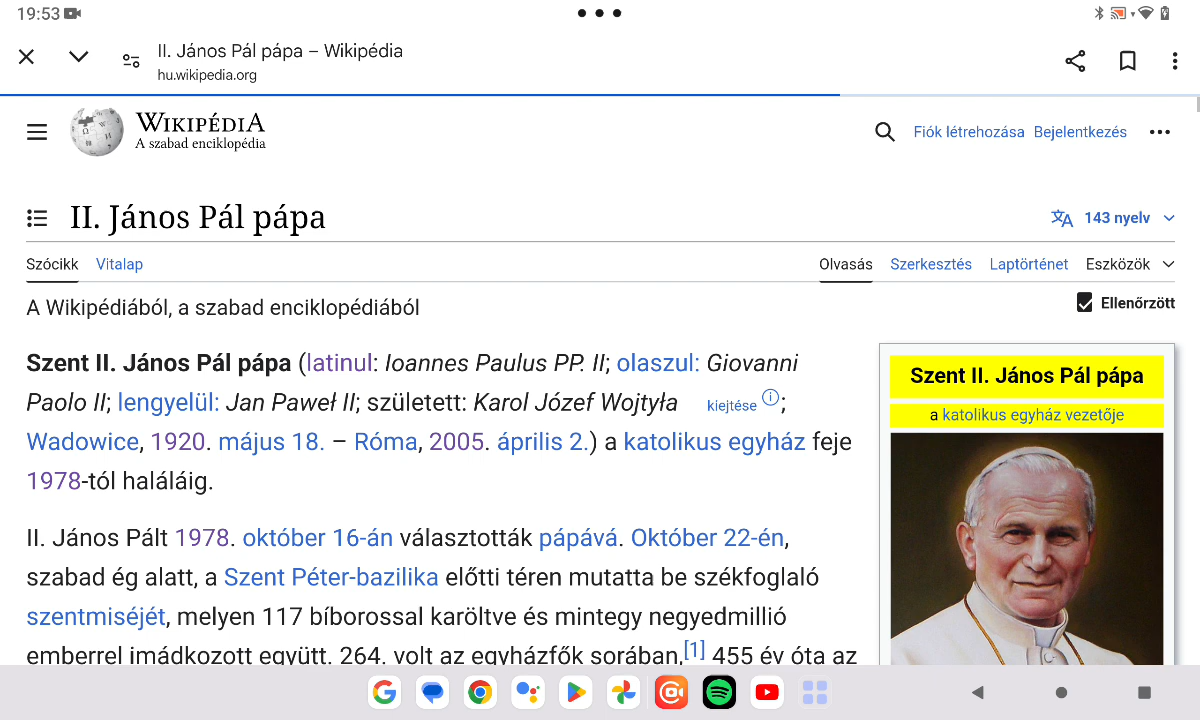 19:53
II. János Pál pápa – Wikipédia
hu.wikipedia.org
WIKIPÉDIA
A szabad enciklopédia
Fiók létrehozása Bejelentkezés
II. János Pál pápa
143 nyelv
Szócikk Vitalap
Olvasás Szerkesztés Laptörténet Eszközök
A Wikipédiából, a szabad enciklopédiából
Ellenőrzött
Szent II. János Pál pápa (latinul: Ioannes Paulus PP. II; olaszul: Giovanni
Paolo II; lengyelül: Jan Paweł II; született: Karol Józef Wojtyła kiejtése ⓘ;
Wadowice, 1920. május 18. – Róma, 2005. április 2.) a katolikus egyház feje
1978-tól haláláig.
II. János Pált 1978. október 16-án választották pápává. Október 22-én,
szabad ég alatt, a Szent Péter-bazilika előtti téren mutatta be székfoglaló
szentmiséjét, melyen 117 bíborossal karöltve és mintegy negyedmillió
emberrel imádkozott együtt. 264. volt az egyházfők sorában,[1] 455 év óta az
Szent II. János Pál pápa
a katolikus egyház vezetője